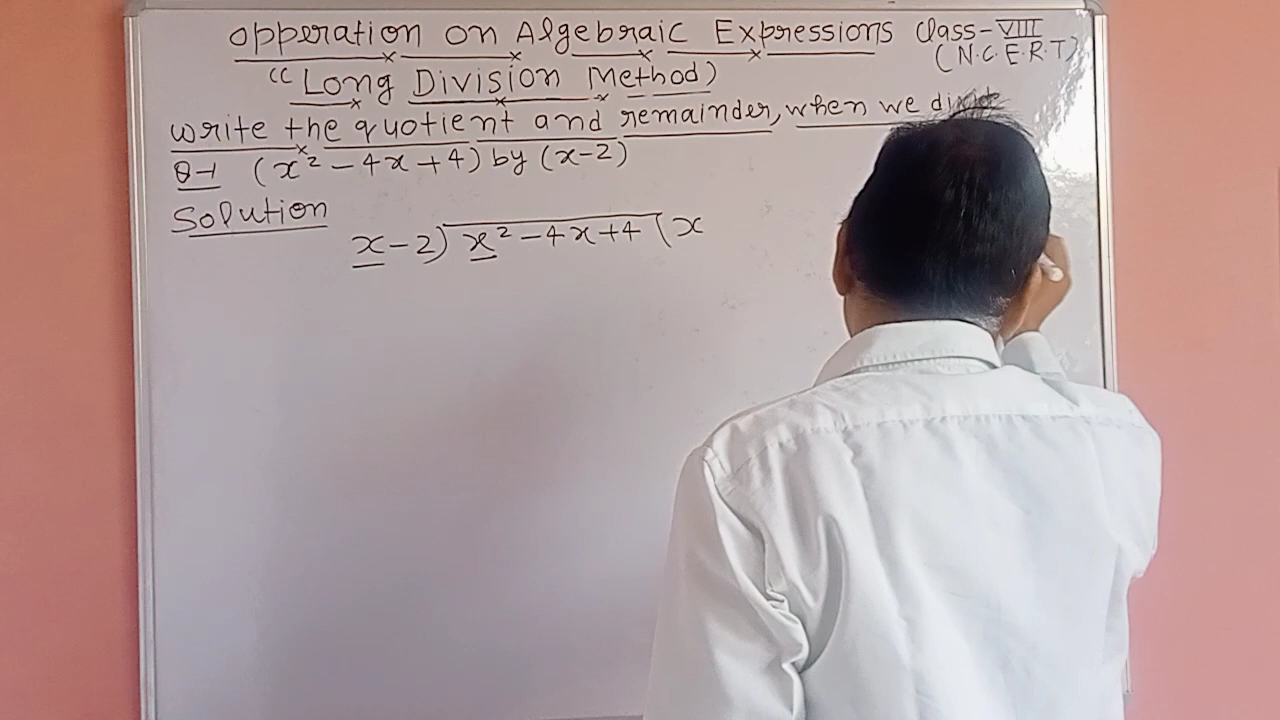 Opperation on Algebraic Expressions Class-VIII
(N.C.E.R.T)
"Long Division Method)
write the quotient and remainder, when we divide
Q-1 (x² - 4x + 4) by (x-2)
Solution
x-2) x² - 4x + 4 (x